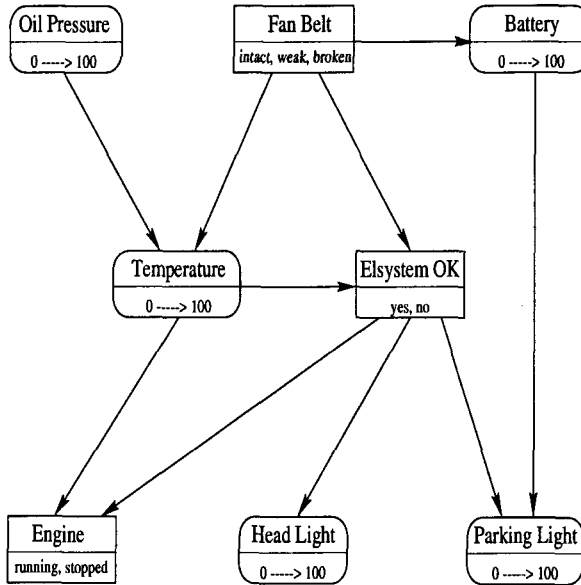 Oil Pressure
0 -----> 100
Fan Belt
intact, weak, broken
Battery
0 -----> 100
Temperature
0 -----> 100
Elsystem OK
yes, no
Engine
running, stopped
Head Light
0 -----> 100
Parking Light
0 -----> 100